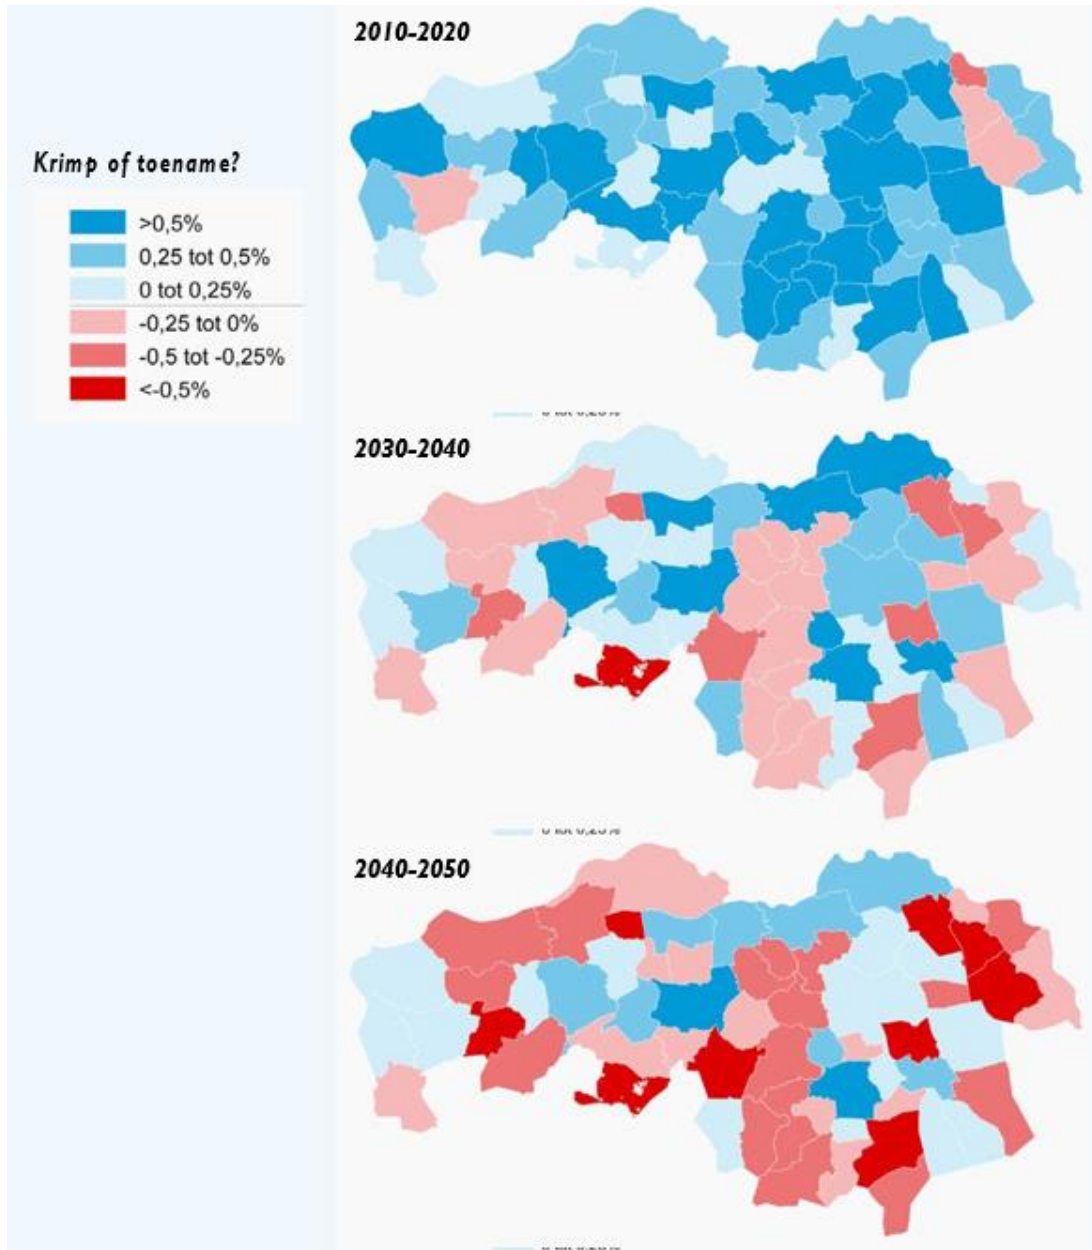 2010-2020
Krimp of toename?
>0,5%
0,25 tot 0,5%
0 tot 0,25%
-0,25 tot 0%
-0,5 tot -0,25%
<-0,5%
2030-2040
2040-2050